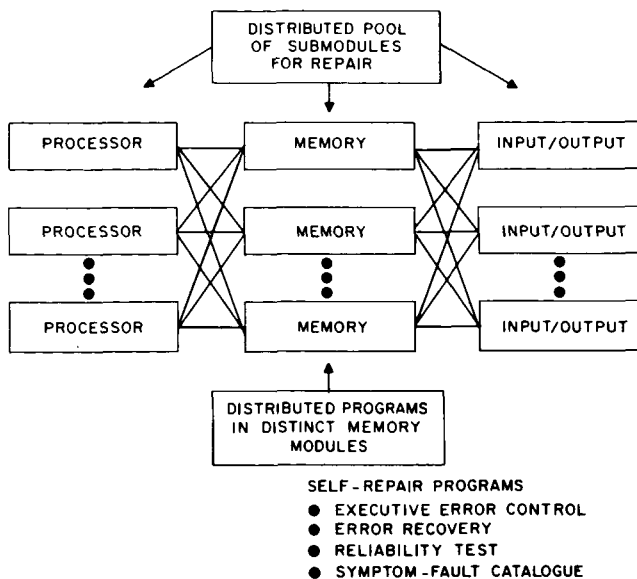 DISTRIBUTED POOL
OF SUBMODULES
FOR REPAIR
PROCESSOR
MEMORY
INPUT/OUTPUT
PROCESSOR
MEMORY
INPUT/OUTPUT
PROCESSOR
MEMORY
INPUT/OUTPUT
DISTRIBUTED PROGRAMS
IN DISTINCT MEMORY
MODULES
SELF-REPAIR PROGRAMS
● EXECUTIVE ERROR CONTROL
● ERROR RECOVERY
● RELIABILITY TEST
● SYMPTOM-FAULT CATALOGUE